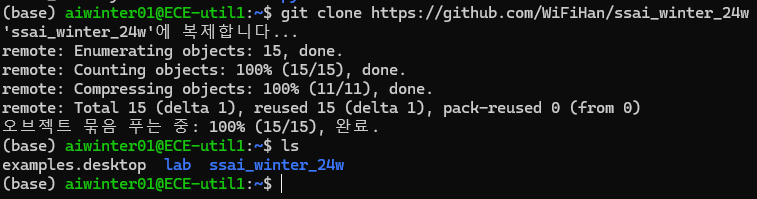 (base) aiwinter01@ECE-util1:~$ git clone https://github.com/WiFiHan/ssai_winter_24w
'ssai_winter_24w'에 복제합니다...
remote: Enumerating objects: 15, done.
remote: Counting objects: 100% (15/15), done.
remote: Compressing objects: 100% (11/11), done.
remote: Total 15 (delta 1), reused 15 (delta 1), pack-reused 0 (from 0)
오브젝트 묶음 푸는 중: 100% (15/15), 완료.
(base) aiwinter01@ECE-util1:~$ ls
examples.desktop  lab  ssai_winter_24w
(base) aiwinter01@ECE-util1:~$